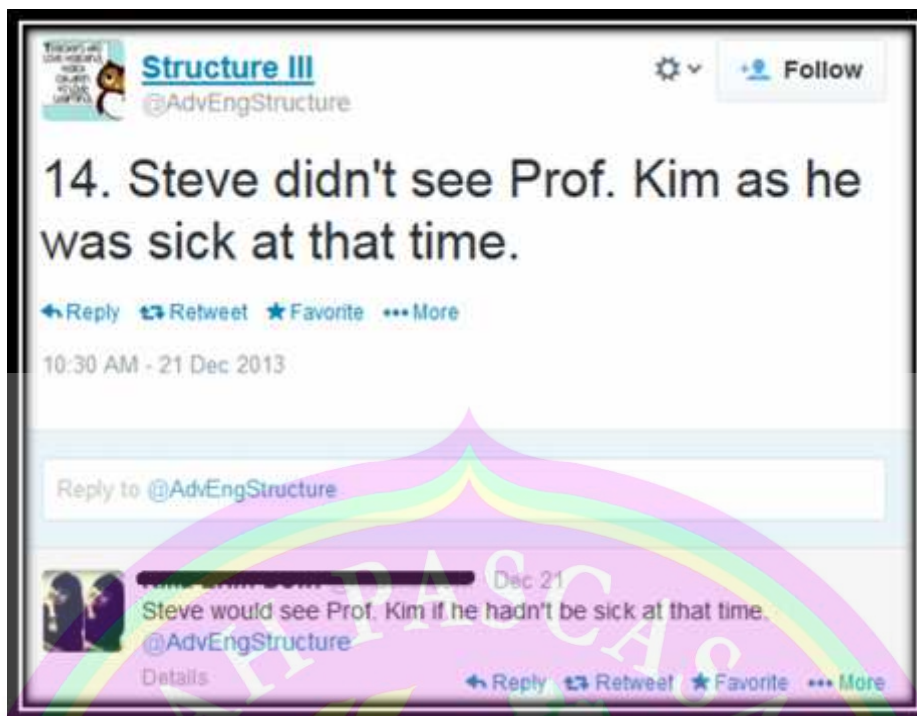 Structure III
@AdvEngStructure
Follow
14. Steve didn't see Prof. Kim as he
was sick at that time.
Reply Retweet Favorite More
10:30 AM - 21 Dec 2013
Reply to @AdvEngStructure
Dec 21
Steve would see Prof. Kim if he hadn't be sick at that time.
@AdvEngStructure
Details
Reply Retweet Favorite More
PASCAS